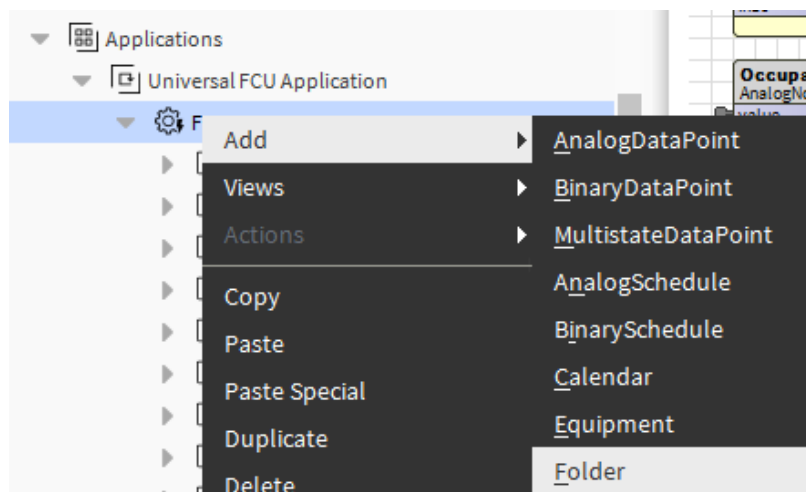 Applications
Universal FCU Application
F
Add
Views
Actions
Copy
Paste
Paste Special
Duplicate
Delete
AnalogDataPoint
BinaryDataPoint
MultistateDataPoint
AnalogSchedule
BinarySchedule
Calendar
Equipment
Folder
Occupa
AnalogNo
value